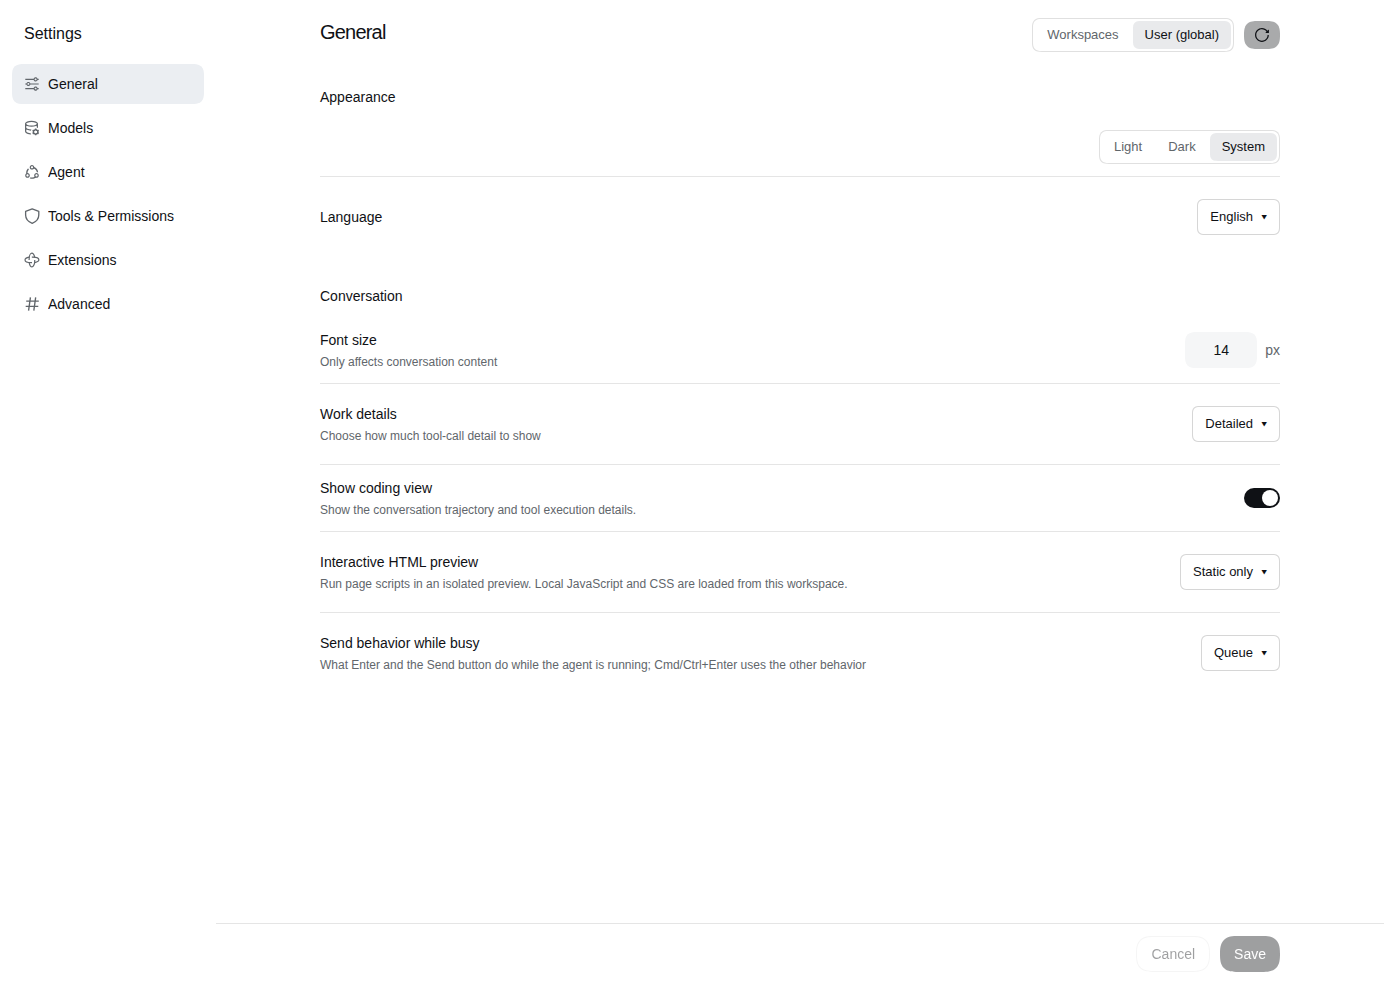 Settings
General
Models
Agent
Tools & Permissions
Extensions
Advanced
General
Workspaces
User (global)
Appearance
Light
Dark
System
Language
English
Conversation
Font size
Only affects conversation content
14 px
Work details
Choose how much tool-call detail to show
Detailed
Show coding view
Show the conversation trajectory and tool execution details.
Interactive HTML preview
Run page scripts in an isolated preview. Local JavaScript and CSS are loaded from this workspace.
Static only
Send behavior while busy
What Enter and the Send button do while the agent is running; Cmd/Ctrl+Enter uses the other behavior
Queue
Cancel
Save